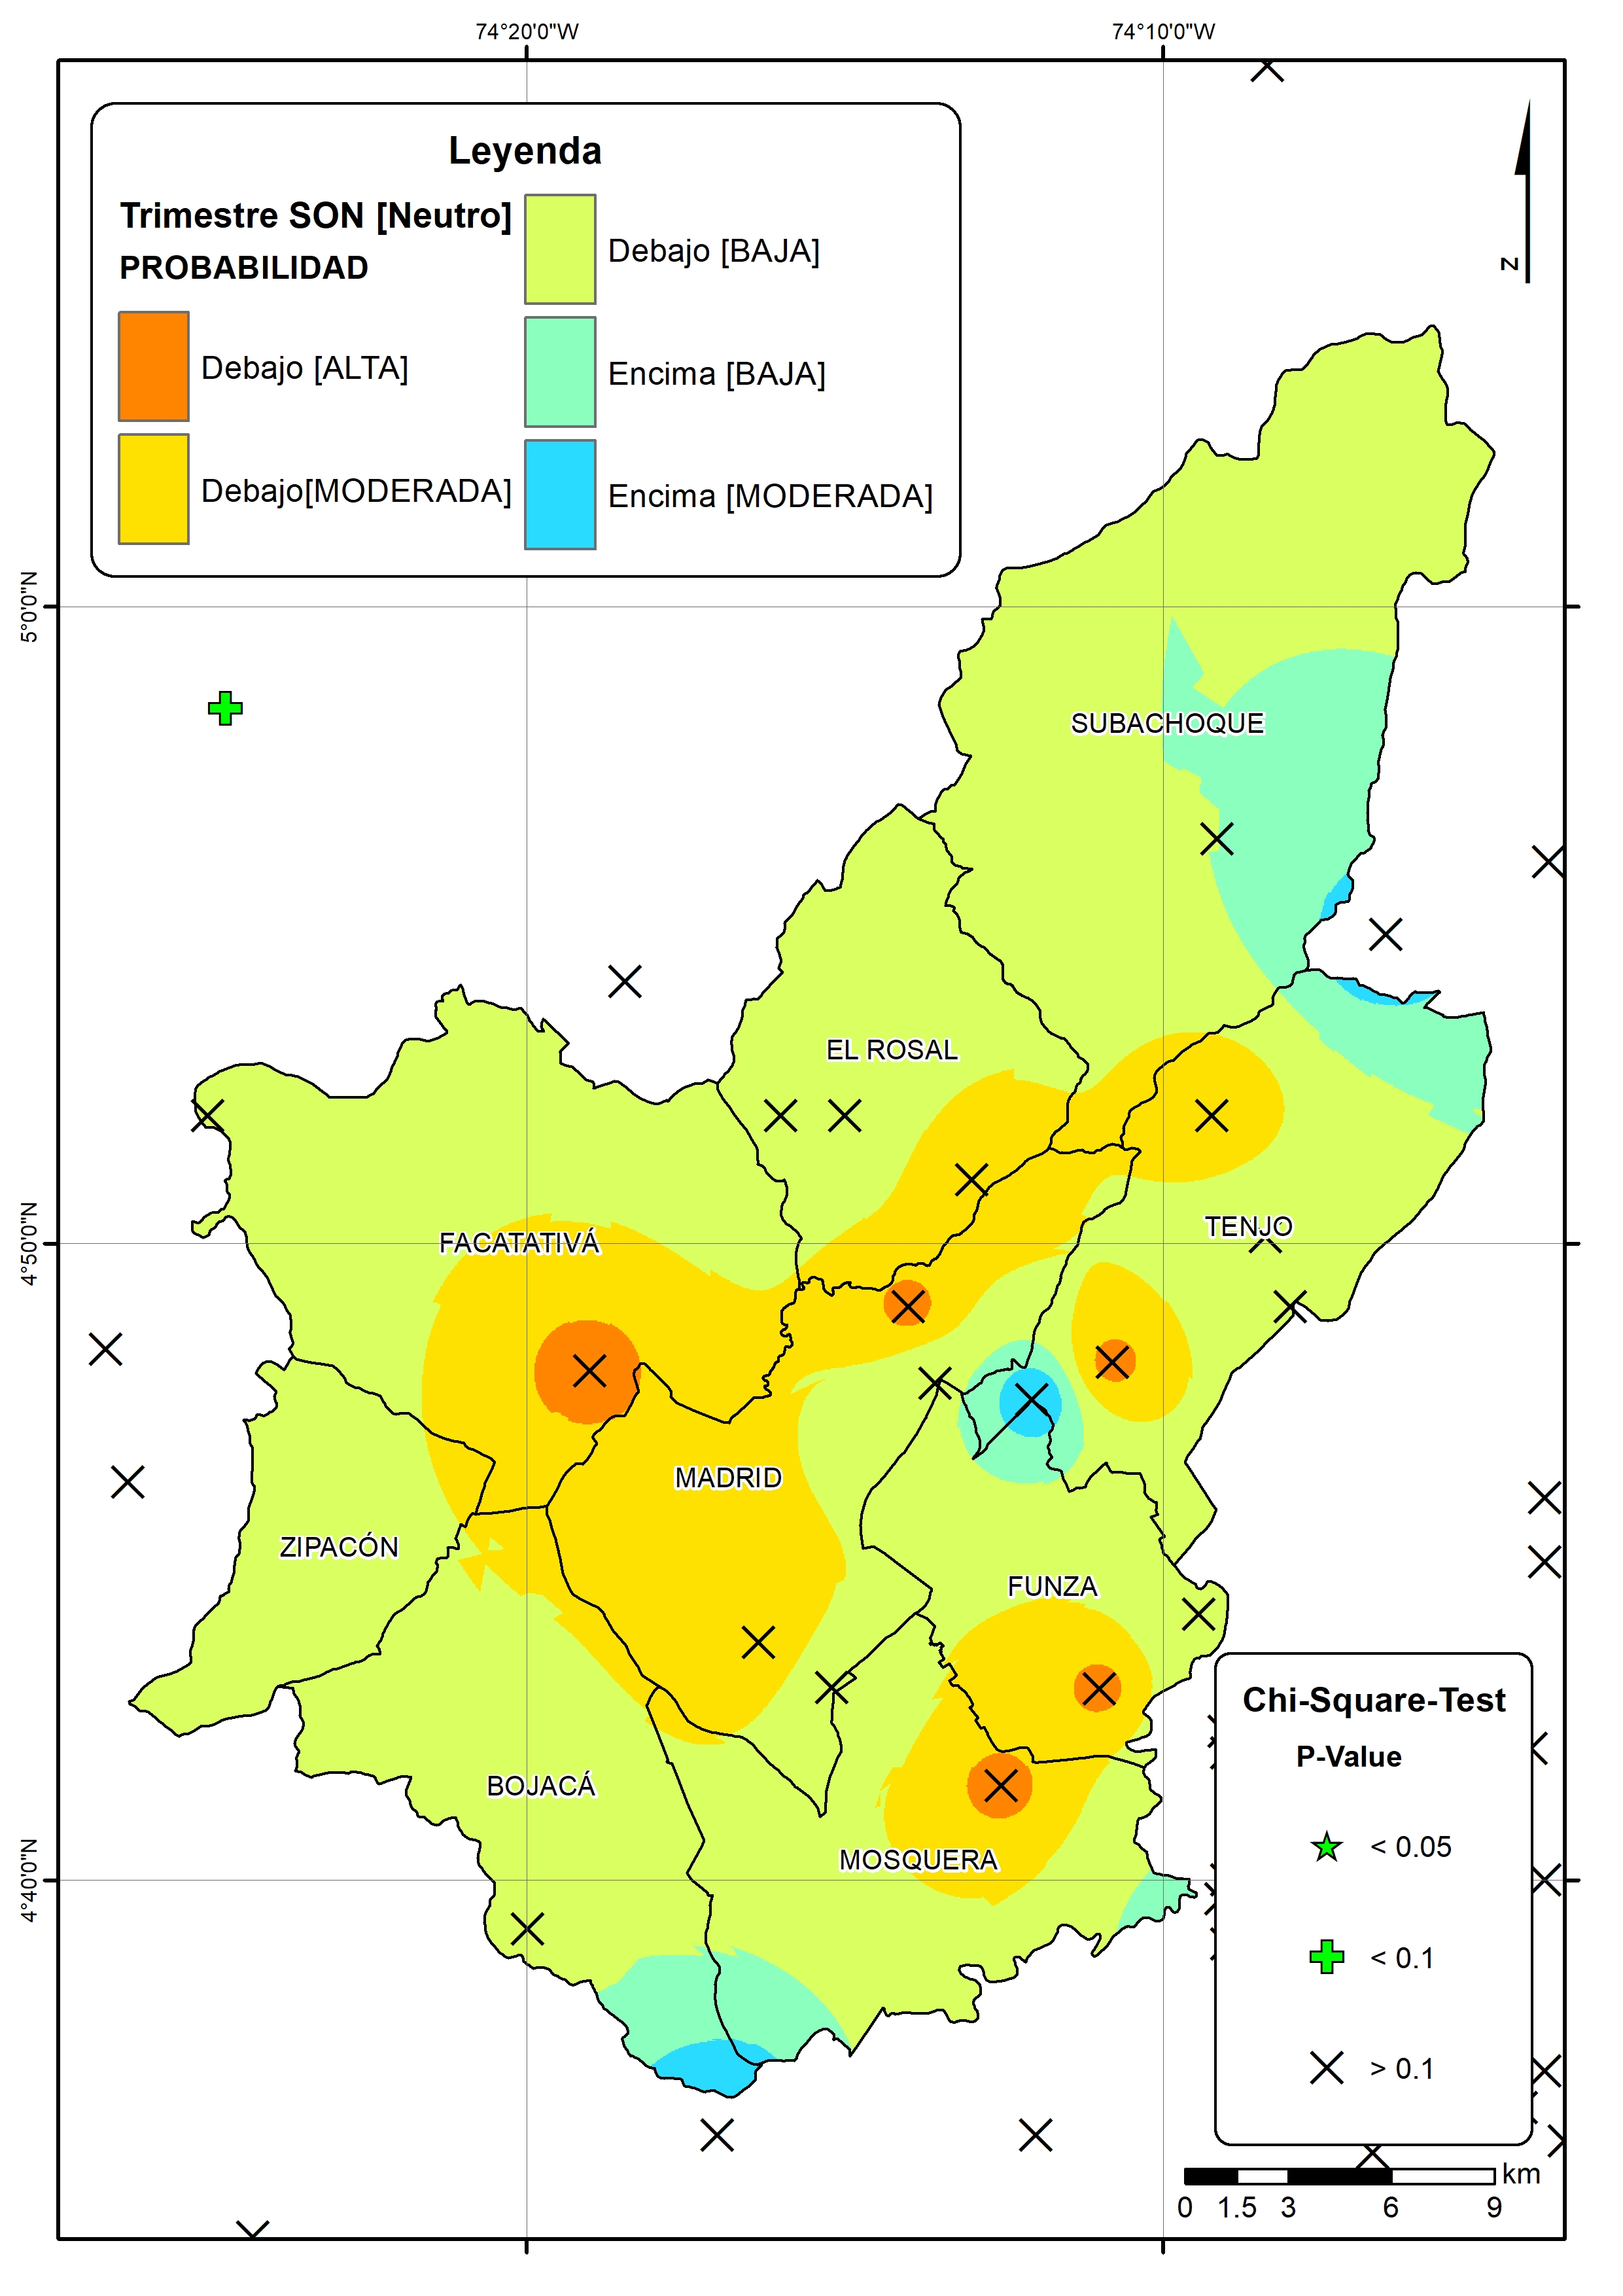 74°20'0"W
74°10'0"W
Leyenda
Trimestre SON [Neutro]
PROBABILIDAD
Debajo [ALTA]
Debajo[MODERADA]
Debajo [BAJA]
Encima [BAJA]
Encima [MODERADA]
N
5°0'0"N
SUBACHOQUE
EL ROSAL
TENJO
4°50'0"N
FACATATIVÁ
MADRID
ZIPACÓN
FUNZA
BOJACÁ
MOSQUERA
4°40'0"N
Chi-Square-Test
P-Value
< 0.05
< 0.1
> 0.1
km
0 1.5 3 6 9